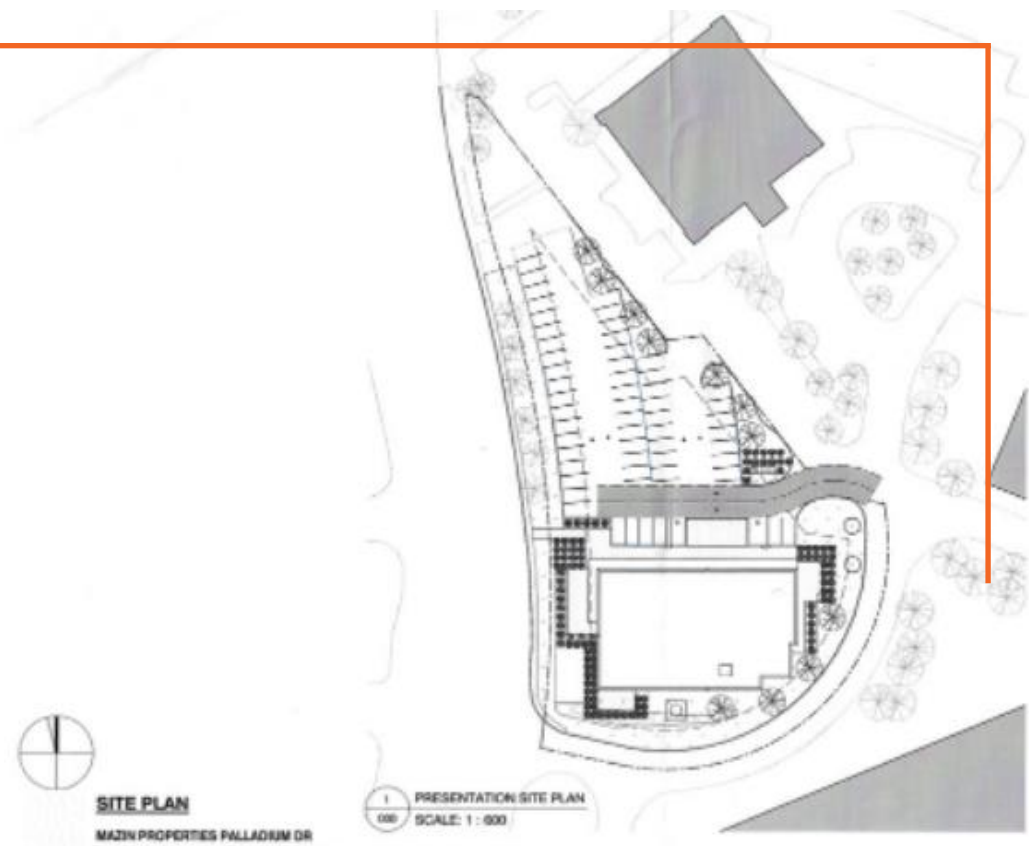 SITE PLAN
MAZIN PROPERTIES PALLADIUM DR
1
000
PRESENTATION SITE PLAN
SCALE: 1 : 600